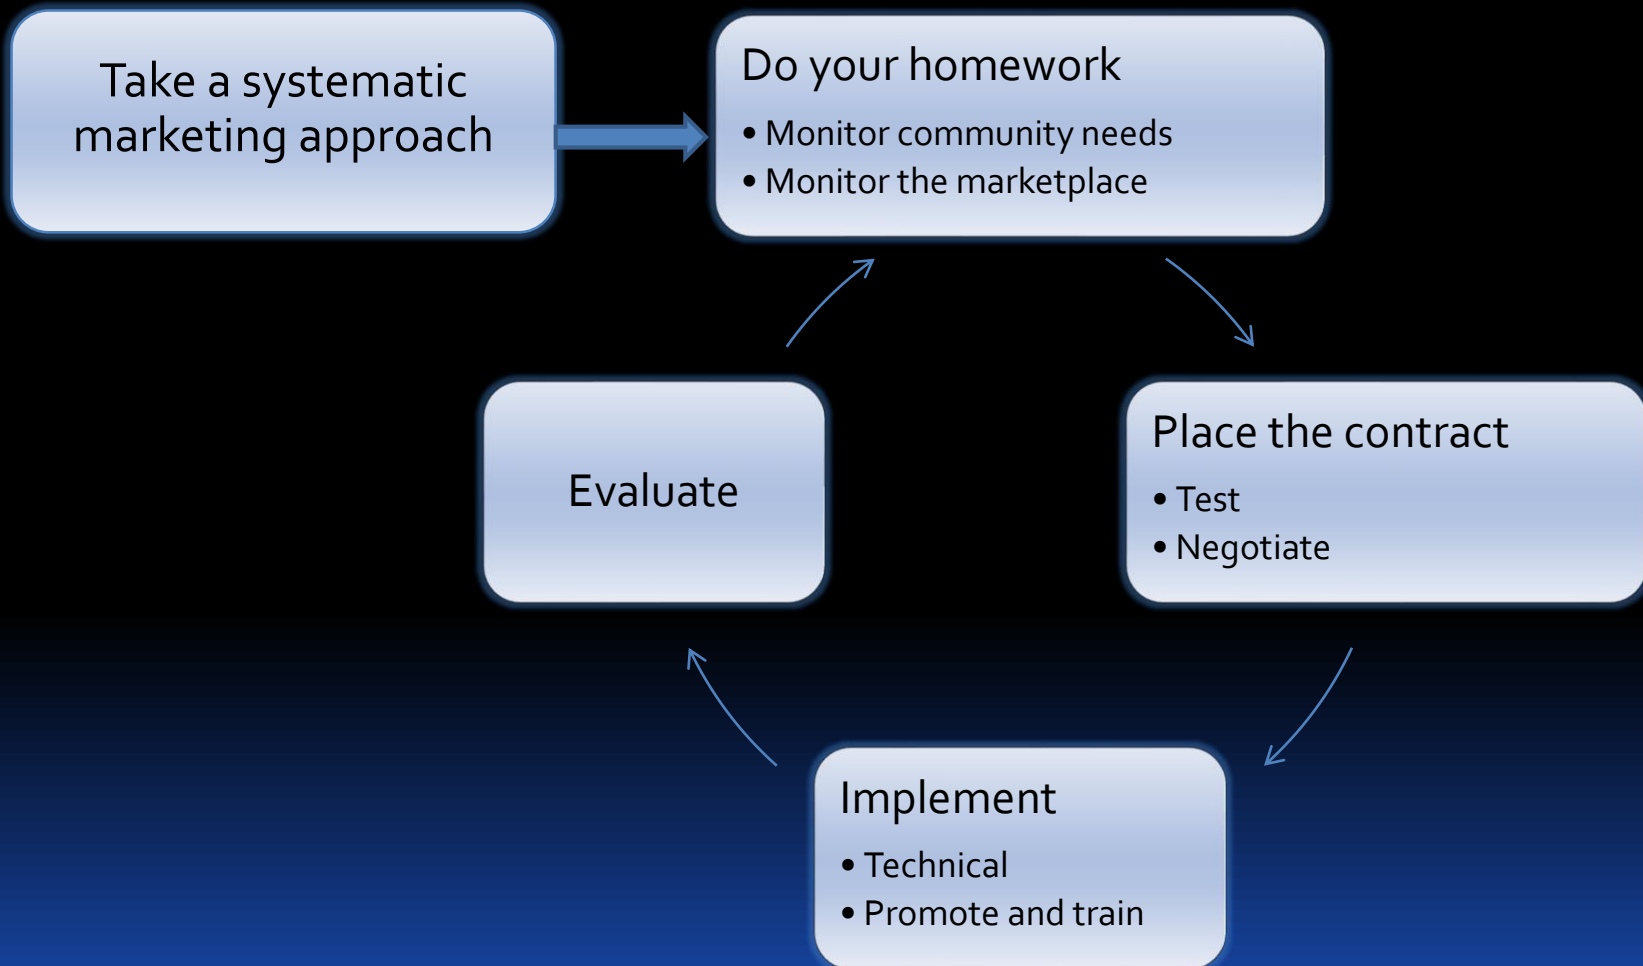 Take a systematic
marketing approach
Do your homework
• Monitor community needs
• Monitor the marketplace
Place the contract
• Test
• Negotiate
Implement
• Technical
• Promote and train
Evaluate